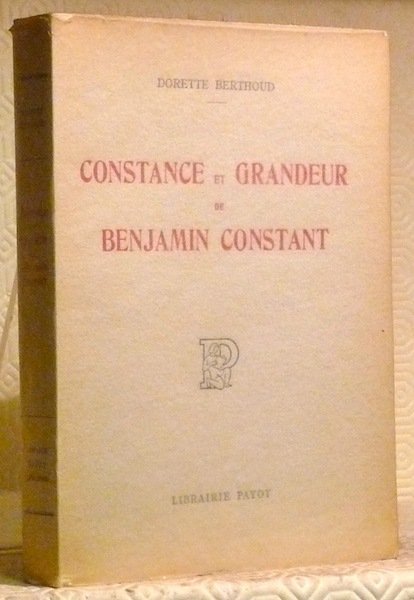 DORETTE BERTHOUD
CONSTANCE ET GRANDEUR
DE
BENJAMIN CONSTANT
P
LIBRAIRIE PAYOT